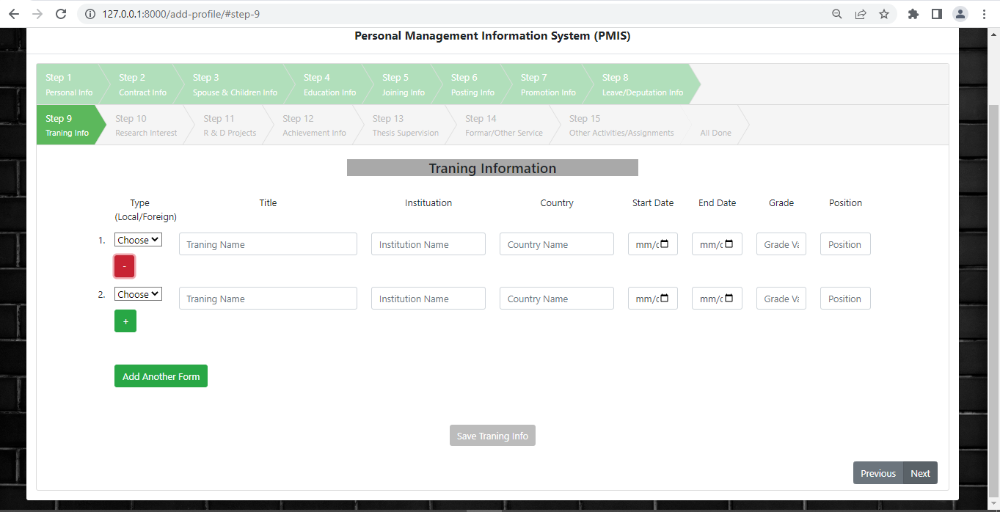 127.0.0.1:8000/add-profile/#step-9
Personal Management Information System (PMIS)
Step 1 Step 2 Step 3 Step 4 Step 5 Step 6 Step 7 Step 8
Personal Info Contract Info Spouse & Children Info Education Info Joining Info Posting Info Promotion Info Leave/Deputation Info
Step 9 Step 10 Step 11 Step 12 Step 13 Step 14 Step 15
Traning Info Research Interest R & D Projects Achievement Info Thesis Supervision Formar/Other Service Other Activities/Assignments All Done
Traning Information
Type Title Instituation Country Start Date End Date Grade Position
(Local/Foreign)
1. Choose Traning Name Institution Name Country Name mm/d mm/d Grade Va Position
-
2. Choose Traning Name Institution Name Country Name mm/d mm/d Grade Va Position
+
Add Another Form
Save Traning Info
Previous Next